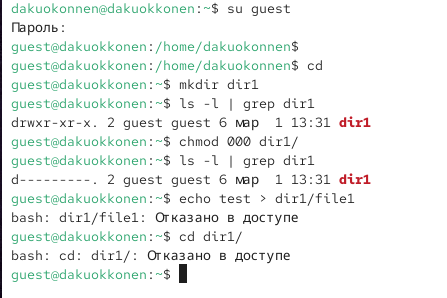 dakuokonnen@dakuokkonen:~$ su guest
Пароль:
guest@dakuokkonen:/home/dakuokonnen$
guest@dakuokkonen:/home/dakuokonnen$ cd
guest@dakuokkonen:~$ mkdir dir1
guest@dakuokkonen:~$ ls -l | grep dir1
drwxr-xr-x. 2 guest guest 6 мар  1 13:31 dir1
guest@dakuokkonen:~$ chmod 000 dir1/
guest@dakuokkonen:~$ ls -l | grep dir1
d---------. 2 guest guest 6 мар  1 13:31 dir1
guest@dakuokkonen:~$ echo test > dir1/file1
bash: dir1/file1: Отказано в доступе
guest@dakuokkonen:~$ cd dir1/
bash: cd: dir1/: Отказано в доступе
guest@dakuokkonen:~$